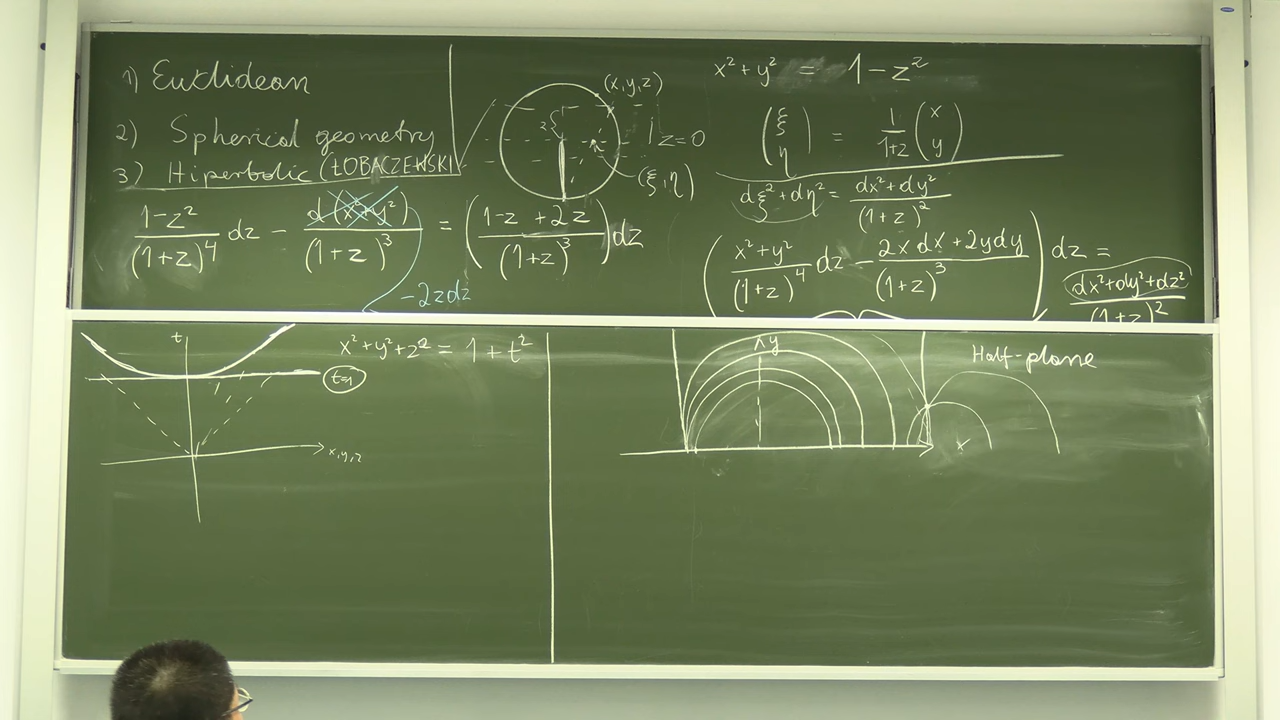 1) Euclidean
2) Spherical geometry
3) Hiperbolic (ŁOBACZEWSKI
(x,y,z)
z=0
(ξ,η)
x² + y² = 1-z²
(ξ η) = 1/(1+z) (x y)
dξ²+dη² = (dx²+dy²)/(1+z)²
(1-z²)/(1+z)⁴ dz - d(x²+y²)/(1+z)³ = ((1-z+2z)/(1+z)³)dz
-2zdz
((x²+y²)/(1+z)⁴ dz - (2xdx+2ydy)/(1+z)³) dz =
(dx²+dy²+dz²)/(1+z)²
t
x²+y²+z² = 1+t²
t=1
x,y,z
xy
Half-plane
x